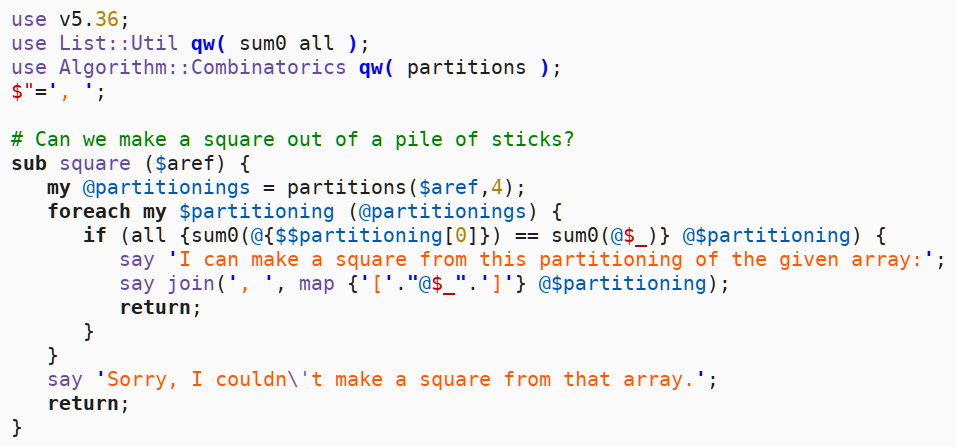 use v5.36;
use List::Util qw( sum0 all );
use Algorithm::Combinatorics qw( partitions );
$"=', ';

# Can we make a square out of a pile of sticks?
sub square ($aref) {
   my @partitionings = partitions($aref,4);
   foreach my $partitioning (@partitionings) {
      if (all {sum0(@{$$partitioning[0]}) == sum0(@$_)} @$partitioning) {
         say 'I can make a square from this partitioning of the given array:';
         say join(', ', map {'['."@$_".']'} @$partitioning);
         return;
      }
   }
   say 'Sorry, I couldn\'t make a square from that array.';
   return;
}